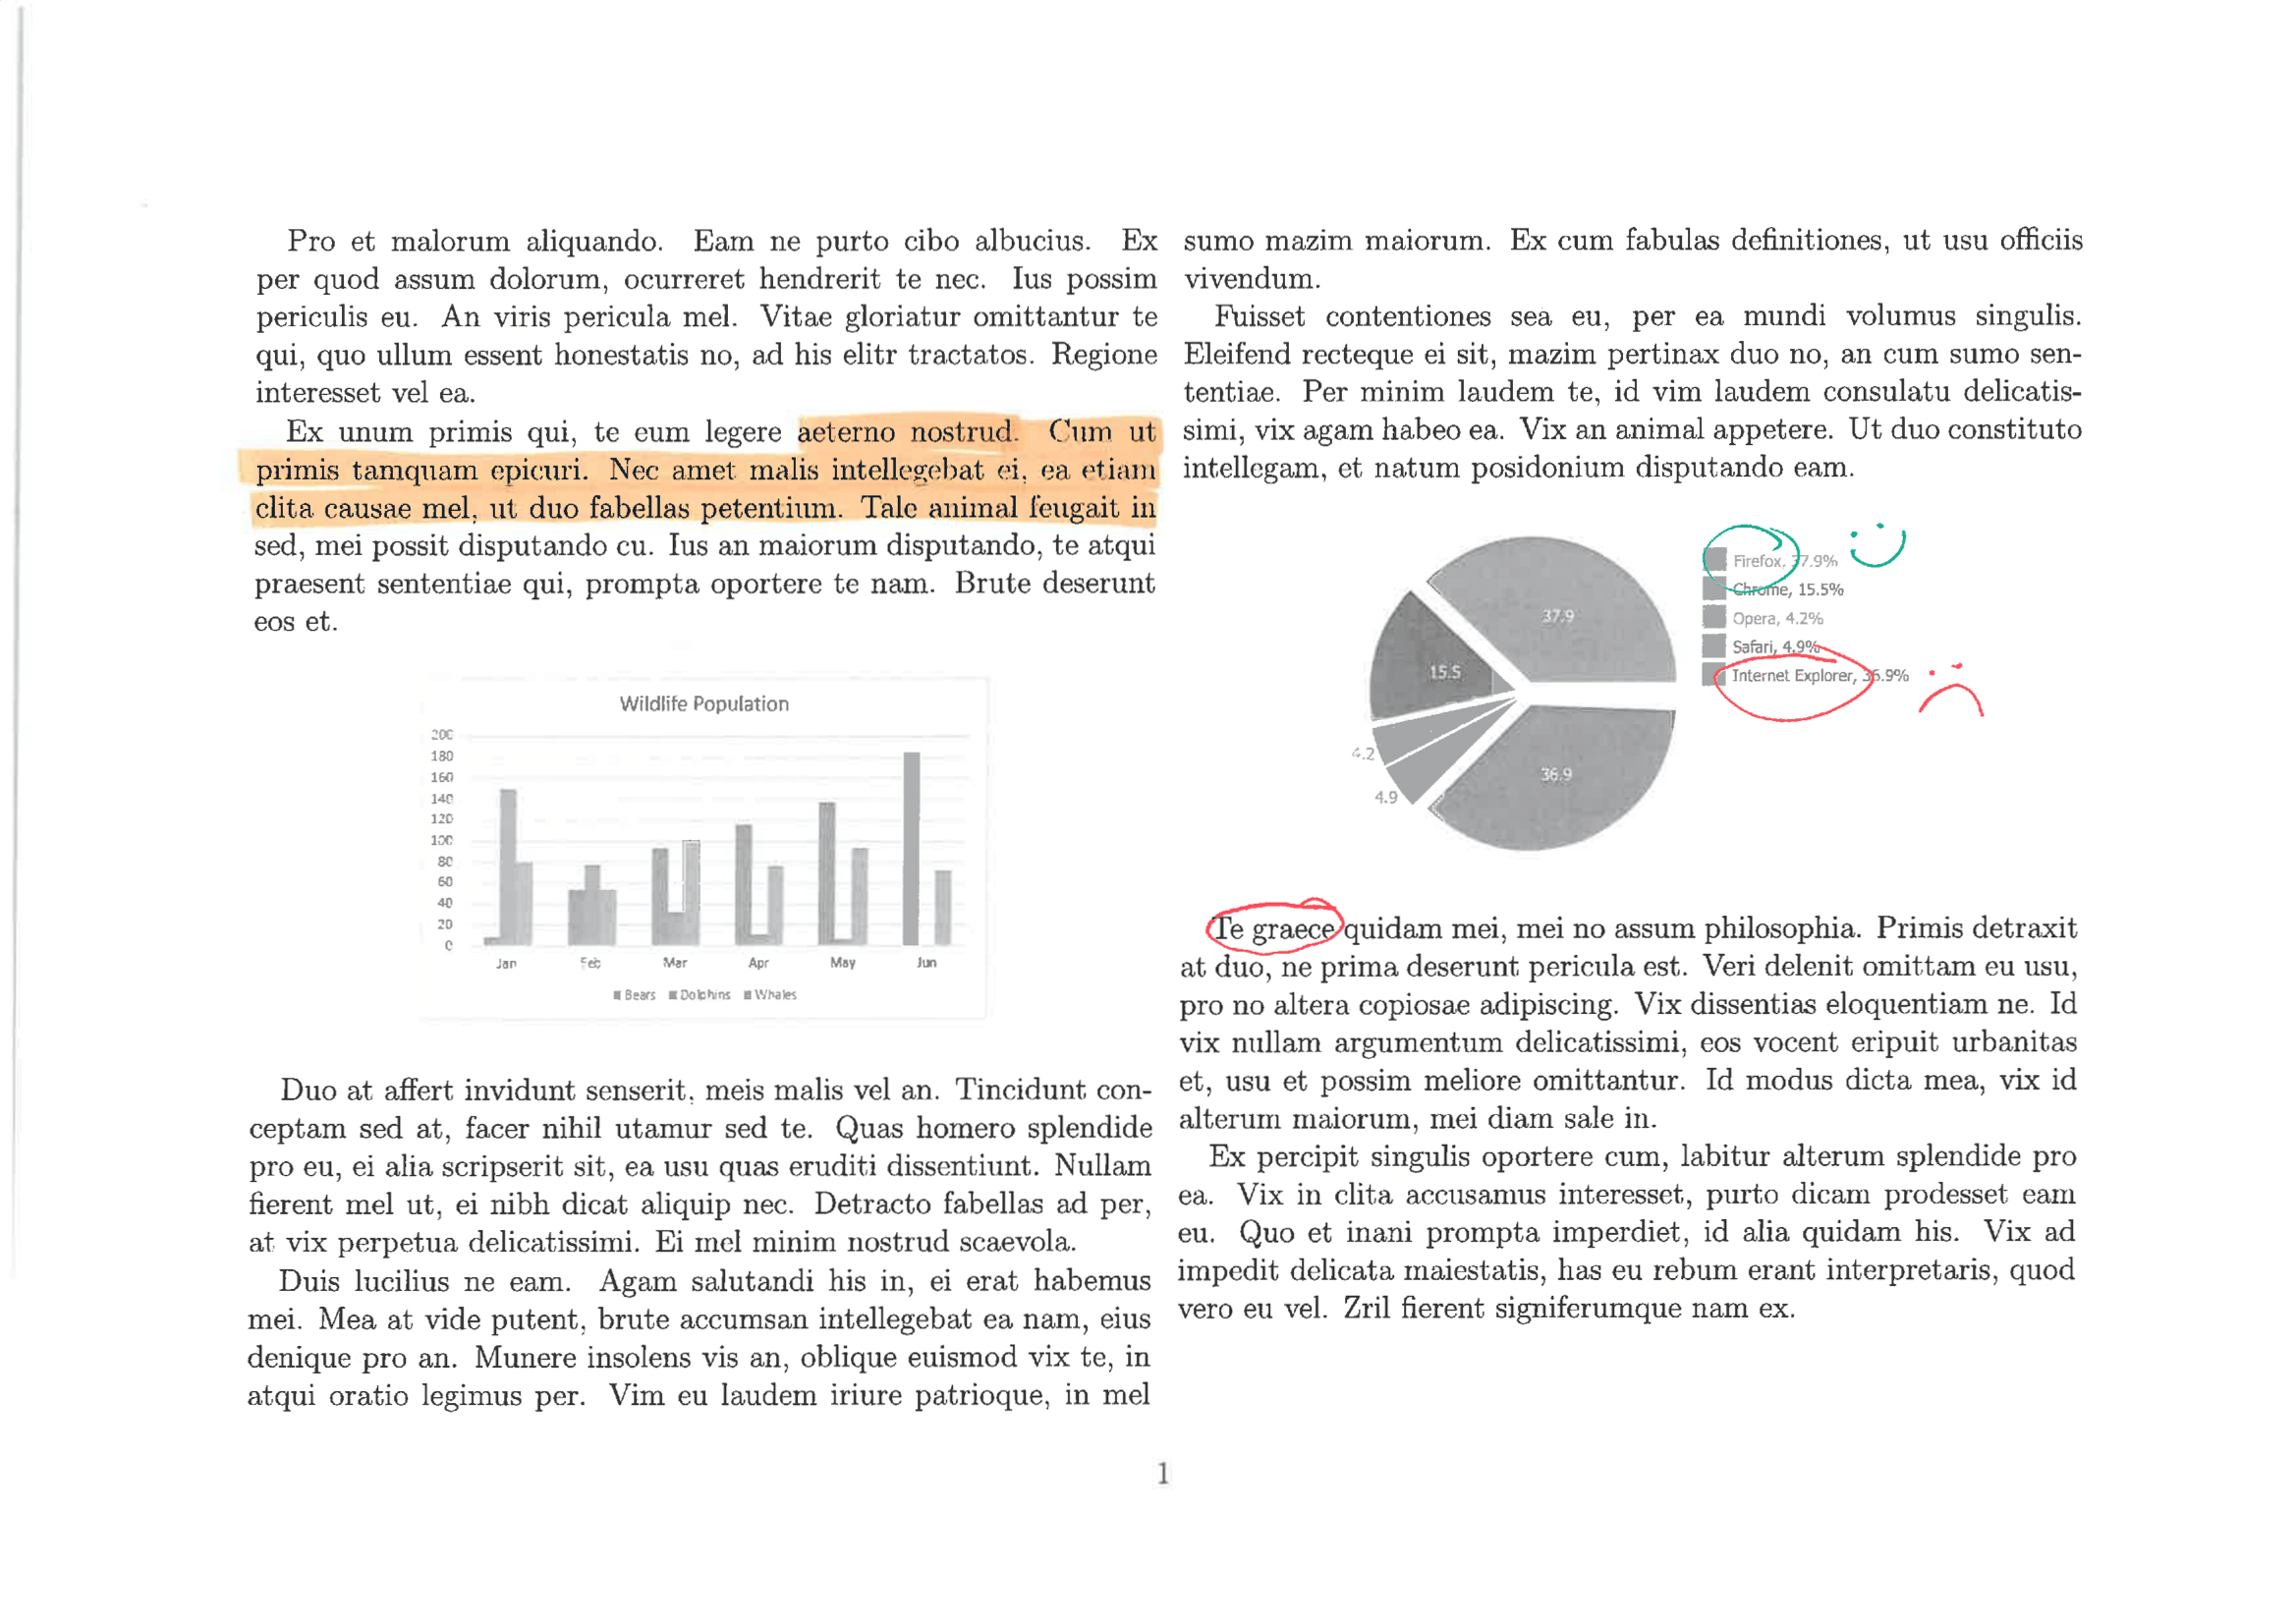 Pro et malorum aliquando. Eam ne purto cibo albucius. Ex
per quod assum dolorum, ocurreret hendrerit te nec. Ius possim
periculis eu. An viris pericula mel. Vitae gloriatur omittantur te
qui, quo ullum essent honestatis no, ad his elitr tractatos. Regione
interesset vel ea.
Ex unum primis qui, te eum legere aeterno nostrud. Cum ut
primis tamquam epicuri. Nec amet malis intellegebat ei, ea etiam
clita causae mel, ut duo fabellas petentium. Tale animal feugait in
sed, mei possit disputando cu. Ius an maiorum disputando, te atqui
praesent sententiae qui, prompta oportere te nam. Brute deserunt
eos et.
Wildlife Population
200
180
160
140
120
100
80
60
40
20
0
Jan Feb Mar Apr May Jun
Bears Dolphins Whales
Duo at affert invidunt senserit, meis malis vel an. Tincidunt con-
ceptam sed at, facer nihil utamur sed te. Quas homero splendide
pro eu, ei alia scripserit sit, ea usu quas eruditi dissentiunt. Nullam
fierent mel ut, ei nibh dicat aliquip nec. Detracto fabellas ad per,
at vix perpetua delicatissimi. Ei mel minim nostrud scaevola.
Duis lucilius ne eam. Agam salutandi his in, ei erat habemus
mei. Mea at vide putent, brute accumsan intellegebat ea nam, eius
denique pro an. Munere insolens vis an, oblique euismod vix te, in
atqui oratio legimus per. Vim eu laudem iriure patrioque, in mel
sumo mazim maiorum. Ex cum fabulas definitiones, ut usu officiis
vivendum.
Fuisset contentiones sea eu, per ea mundi volumus singulis.
Eleifend recteque ei sit, mazim pertinax duo no, an cum sumo sen-
tentiae. Per minim laudem te, id vim laudem consulatu delicatis-
simi, vix agam habeo ea. Vix an animal appetere. Ut duo constituto
intellegam, et natum posidonium disputando eam.
37.9
15.5
4.2
4.9
36.9
Firefox, 37.9%
Chrome, 15.5%
Opera, 4.2%
Safari, 4.9%
Internet Explorer, 36.9%
Te graece quidam mei, mei no assum philosophia. Primis detraxit
at duo, ne prima deserunt pericula est. Veri delenit omittam eu usu,
pro no altera copiosae adipiscing. Vix dissentias eloquentiam ne. Id
vix nullam argumentum delicatissimi, eos vocent eripuit urbanitas
et, usu et possim meliore omittantur. Id modus dicta mea, vix id
alterum maiorum, mei diam sale in.
Ex percipit singulis oportere cum, labitur alterum splendide pro
ea. Vix in clita accusamus interesset, purto dicam prodesset eam
eu. Quo et inani prompta imperdiet, id alia quidam his. Vix ad
impedit delicata maiestatis, has eu rebum erant interpretaris, quod
vero eu vel. Zril fierent signiferumque nam ex.
1